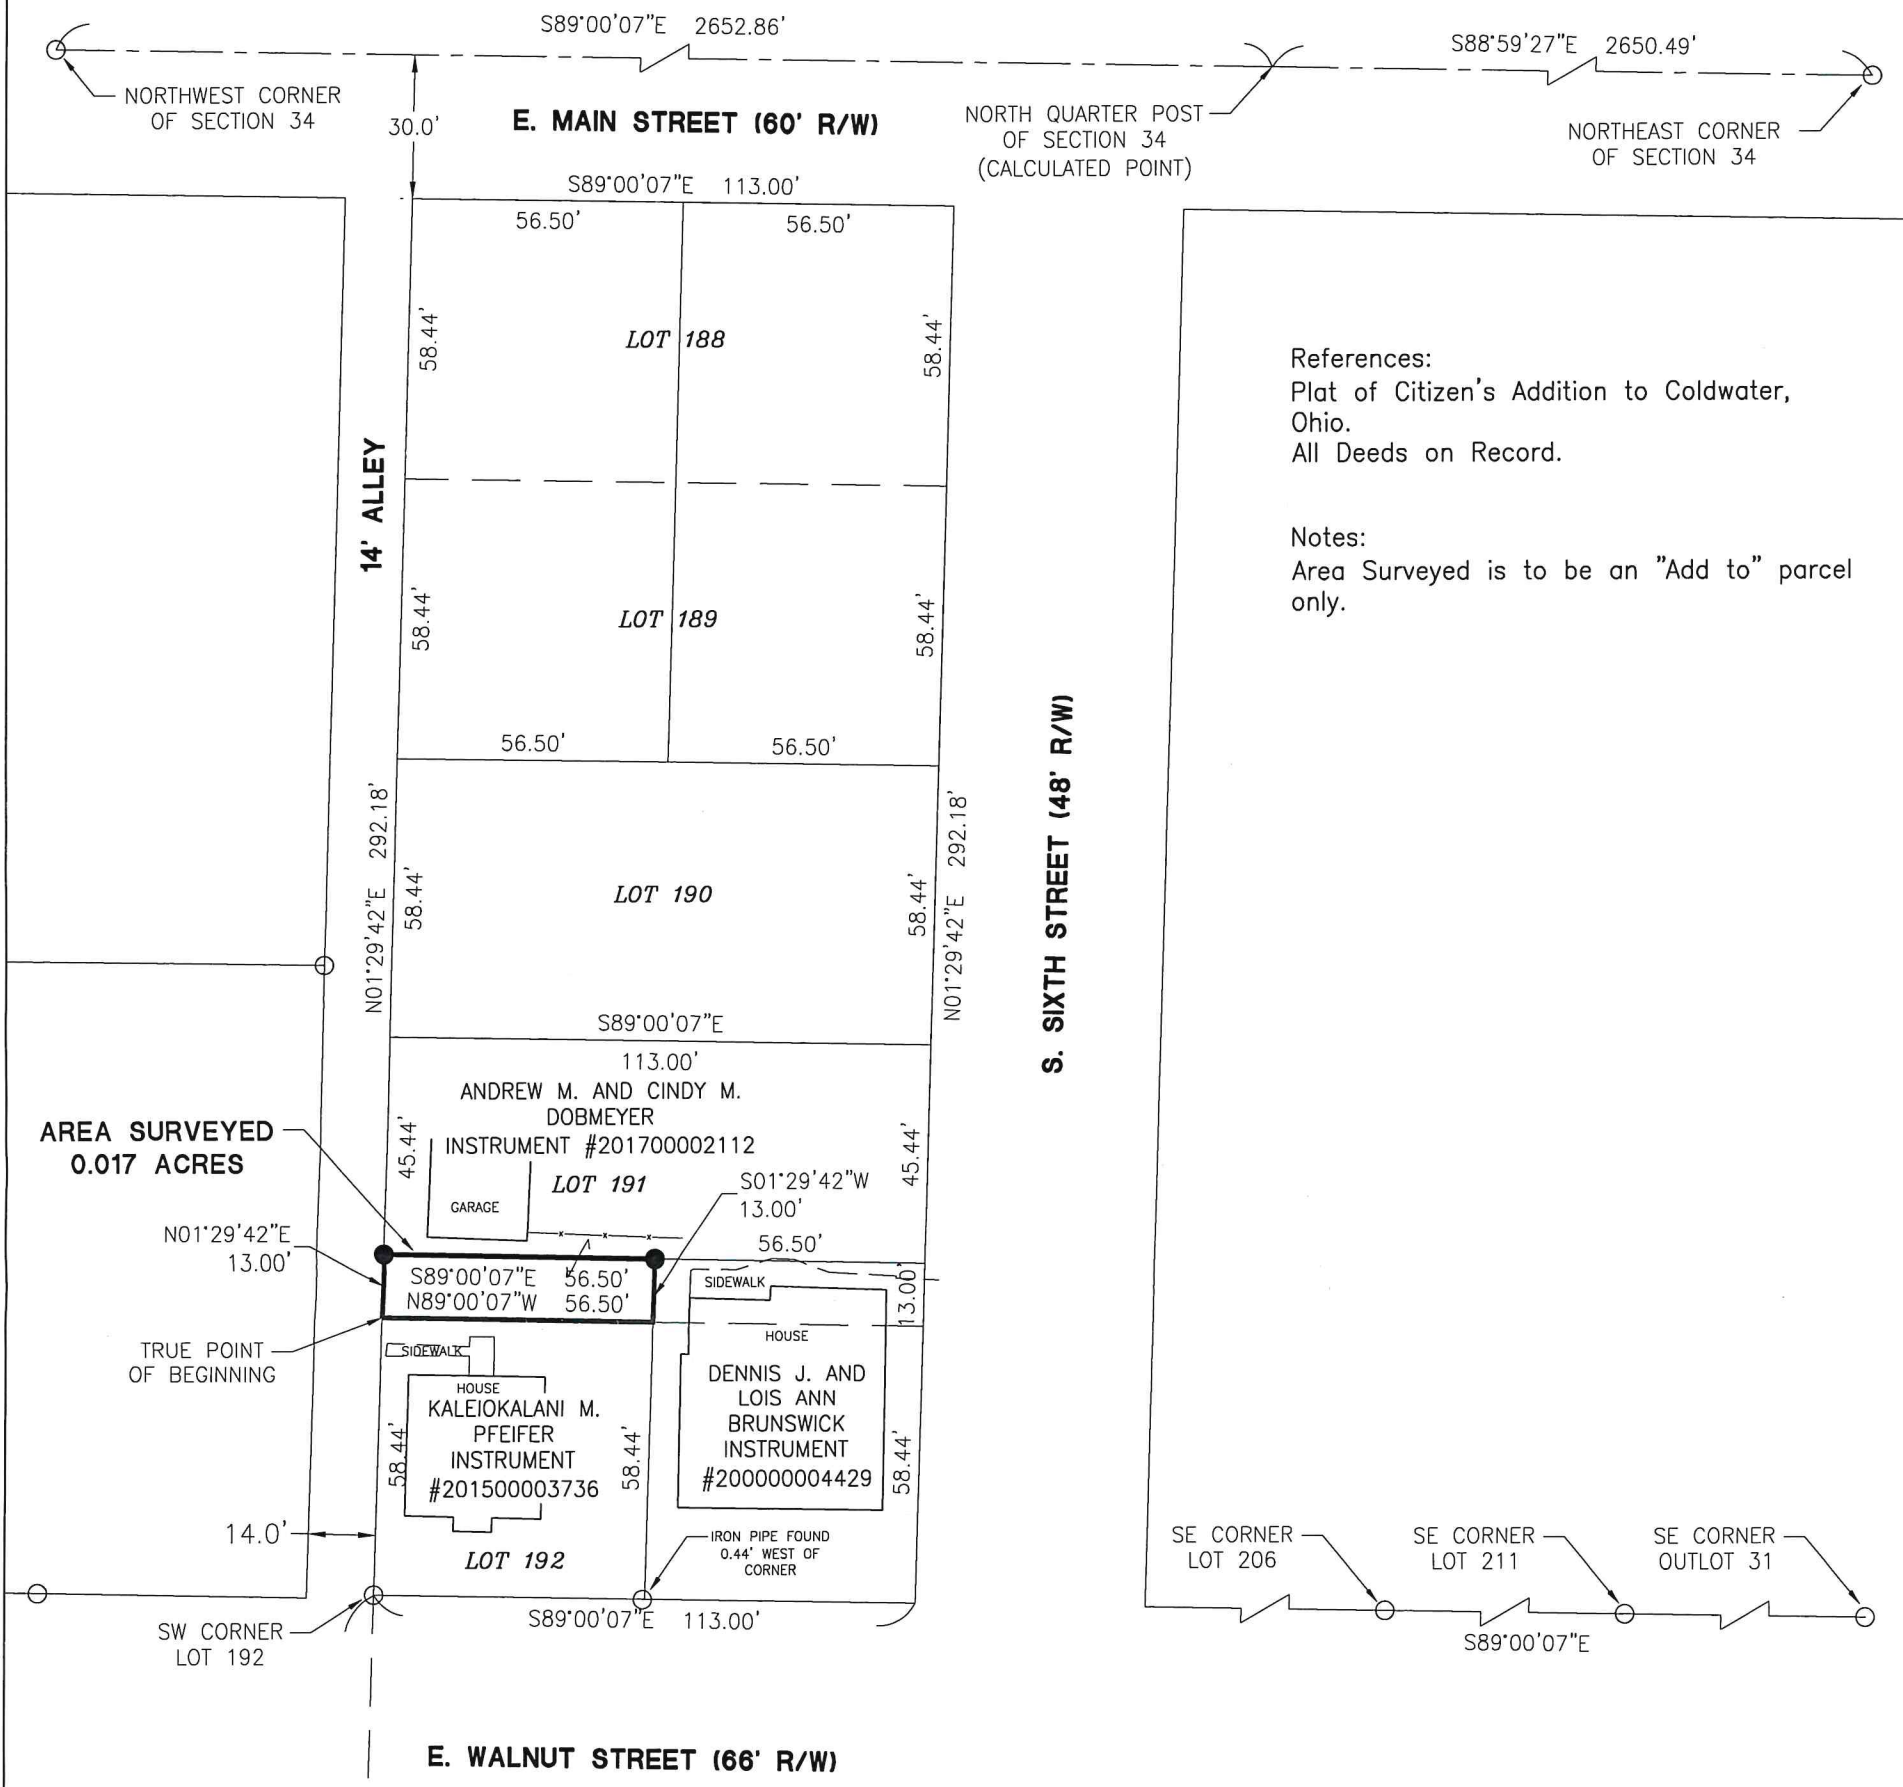 S89°00'07"E 2652.86'
S88°59'27"E 2650.49'
NORTHWEST CORNER
OF SECTION 34
30.0'
E. MAIN STREET (60' R/W)
NORTH QUARTER POST
OF SECTION 34
(CALCULATED POINT)
NORTHEAST CORNER
OF SECTION 34
S89°00'07"E 113.00'
56.50'
56.50'
58.44'
LOT 188
58.44'
References:
Plat of Citizen's Addition to Coldwater,
Ohio.
All Deeds on Record.
Notes:
Area Surveyed is to be an "Add to" parcel
only.
14' ALLEY
58.44'
LOT 189
58.44'
56.50'
56.50'
S. SIXTH STREET (48' R/W)
N01°29'42"E 292.18'
58.44'
LOT 190
58.44'
N01°29'42"E 292.18'
S89°00'07"E
113.00'
ANDREW M. AND CINDY M.
DOBMEYER
INSTRUMENT #201700002112
LOT 191
45.44'
45.44'
AREA SURVEYED
0.017 ACRES
GARAGE
S01°29'42"W
13.00'
N01°29'42"E
13.00'
56.50'
S89°00'07"E 56.50'
N89°00'07"W 56.50'
SIDEWALK
13.00'
HOUSE
TRUE POINT
OF BEGINNING
SIDEWALK
HOUSE
KALEIOKALANI M.
PFEIFER
INSTRUMENT
#201500003736
58.44'
58.44'
DENNIS J. AND
LOIS ANN
BRUNSWICK
INSTRUMENT
#200000004429
58.44'
14.0'
LOT 192
IRON PIPE FOUND
0.44' WEST OF
CORNER
SE CORNER
LOT 206
SE CORNER
LOT 211
SE CORNER
OUTLOT 31
SW CORNER
LOT 192
S89°00'07"E 113.00'
S89°00'07"E
E. WALNUT STREET (66' R/W)